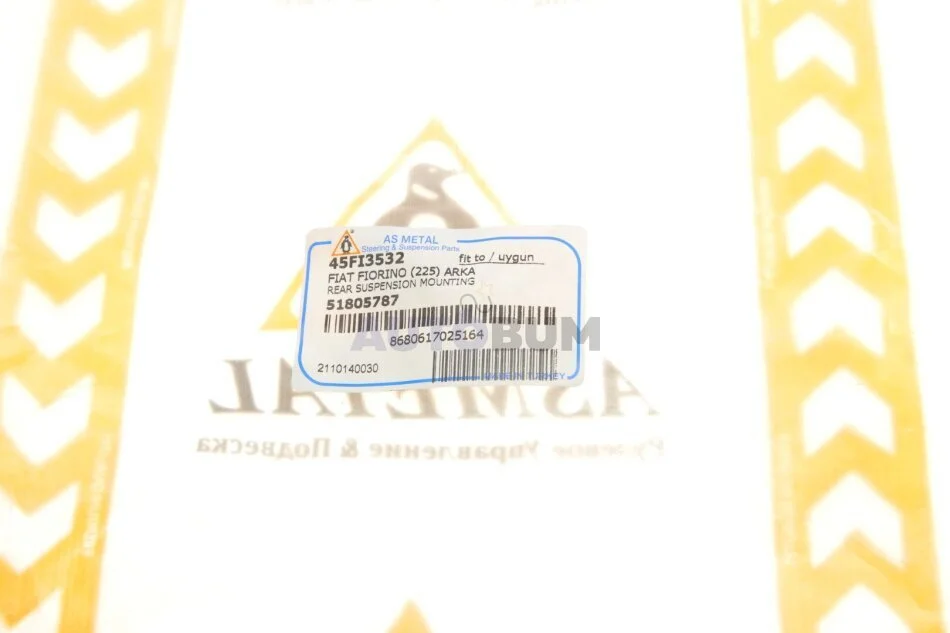 AS METAL
Steering & Suspension Parts
45FI3532
fit to / uygun
FIAT FIORINO (225) ARKA
REAR SUSPENSION MOUNTING
51805787
AUTOBUM
8680617025164
2110140030
MADE IN TURKEY
ASMETAL
Рулевое Управление & Подвеска